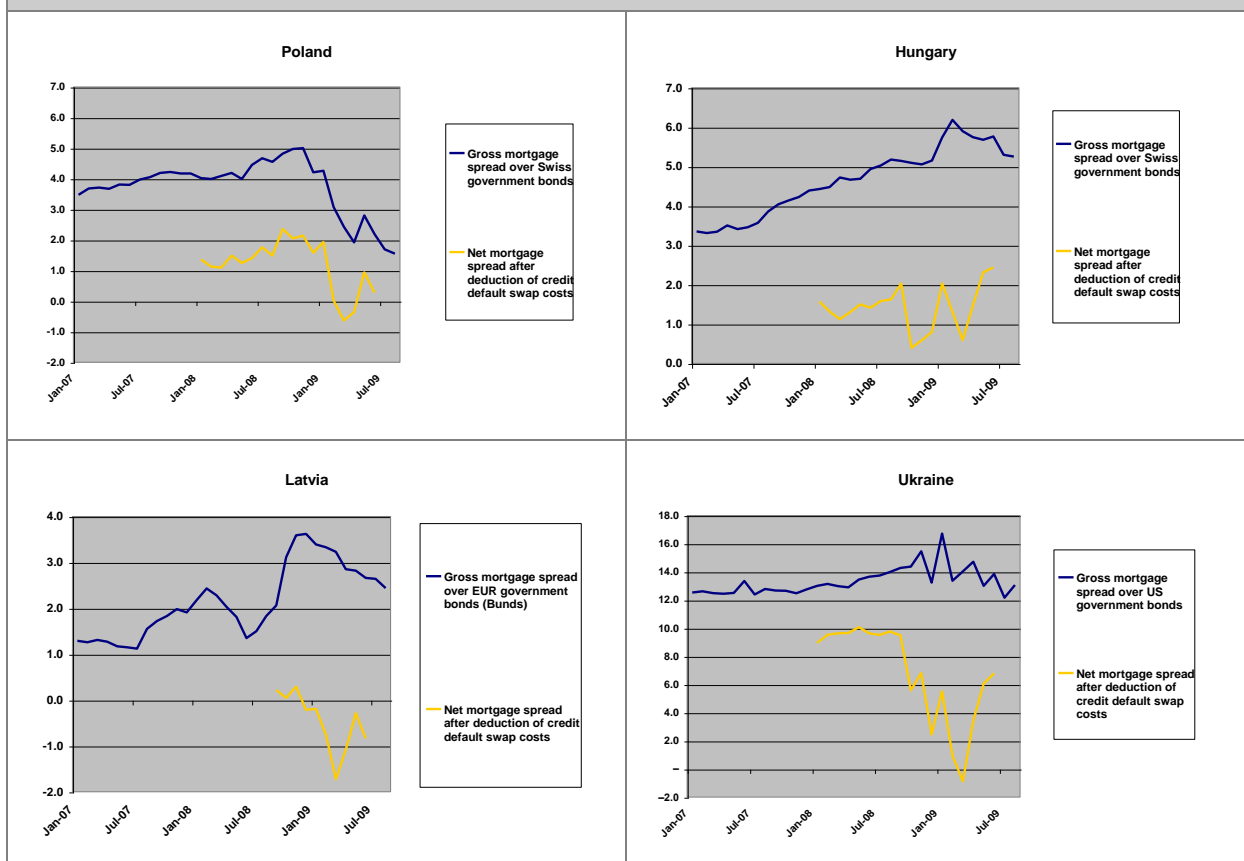 Poland
7.0
6.0
5.0
4.0
3.0
2.0
1.0
0.0
-1.0
-2.0
Jan-07
Jul-07
Jan-08
Jul-08
Jan-09
Jul-09
Gross mortgage
spread over Swiss
government bonds
Net mortgage
spread after
deduction of credit
default swap costs
Hungary
7.0
6.0
5.0
4.0
3.0
2.0
1.0
0.0
Jan-07
Jul-07
Jan-08
Jul-08
Jan-09
Jul-09
Gross mortgage
spread over Swiss
government bonds
Net mortgage
spread after
deduction of credit
default swap costs
Latvia
4.0
3.0
2.0
1.0
0.0
-1.0
-2.0
Jan-07
Jul-07
Jan-08
Jul-08
Jan-09
Jul-09
Gross mortgage spread
over EUR government
bonds (Bunds)
Net mortgage spread
after deduction of credit
default swap costs
Ukraine
18.0
16.0
14.0
12.0
10.0
8.0
6.0
4.0
2.0
–
–2.0
Jan-07
Jul-07
Jan-08
Jul-08
Jan-09
Jul-09
Gross mortgage
spread over US
government bonds
Net mortgage spread
after deduction of
credit default swap
costs